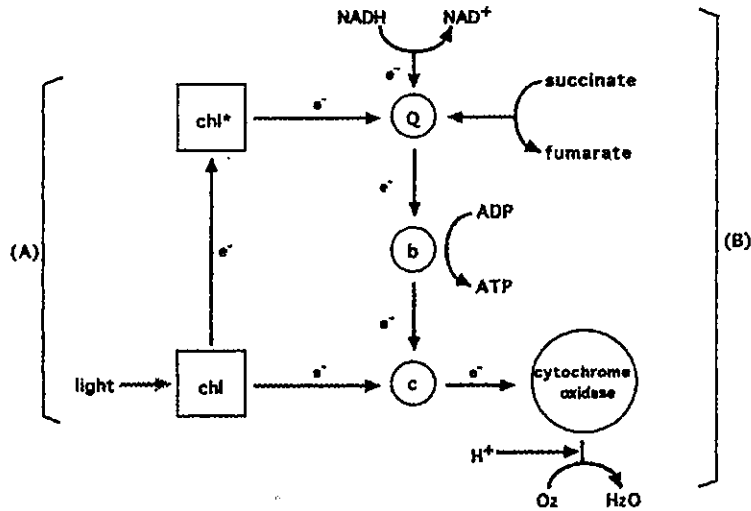 NADH NAD+
e-
succinate
chl* e- Q
fumarate
e-
ADP
(A) e- b (B)
ATP
e-
light chl e- c e- cytochrome
oxidase
H+
O2 H2O